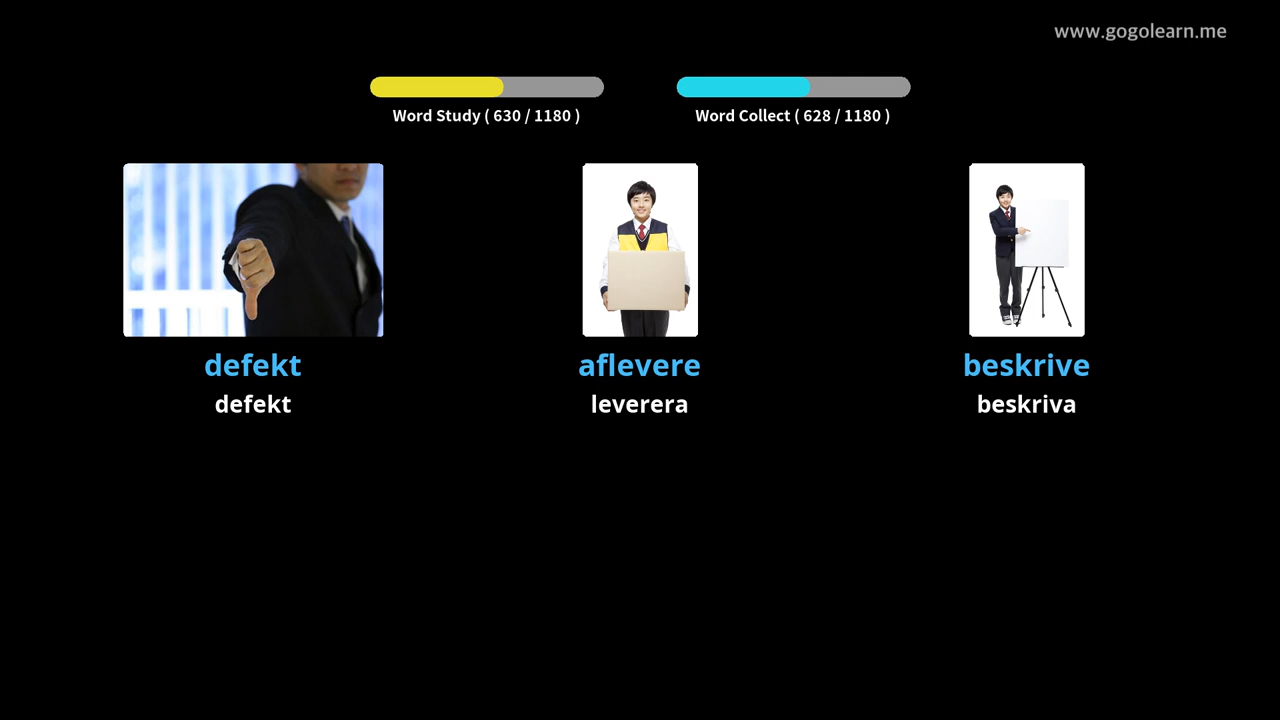 www.gogolearn.me
Word Study ( 630 / 1180 )
Word Collect ( 628 / 1180 )
defekt
defekt
aflevere
leverera
beskrive
beskriva